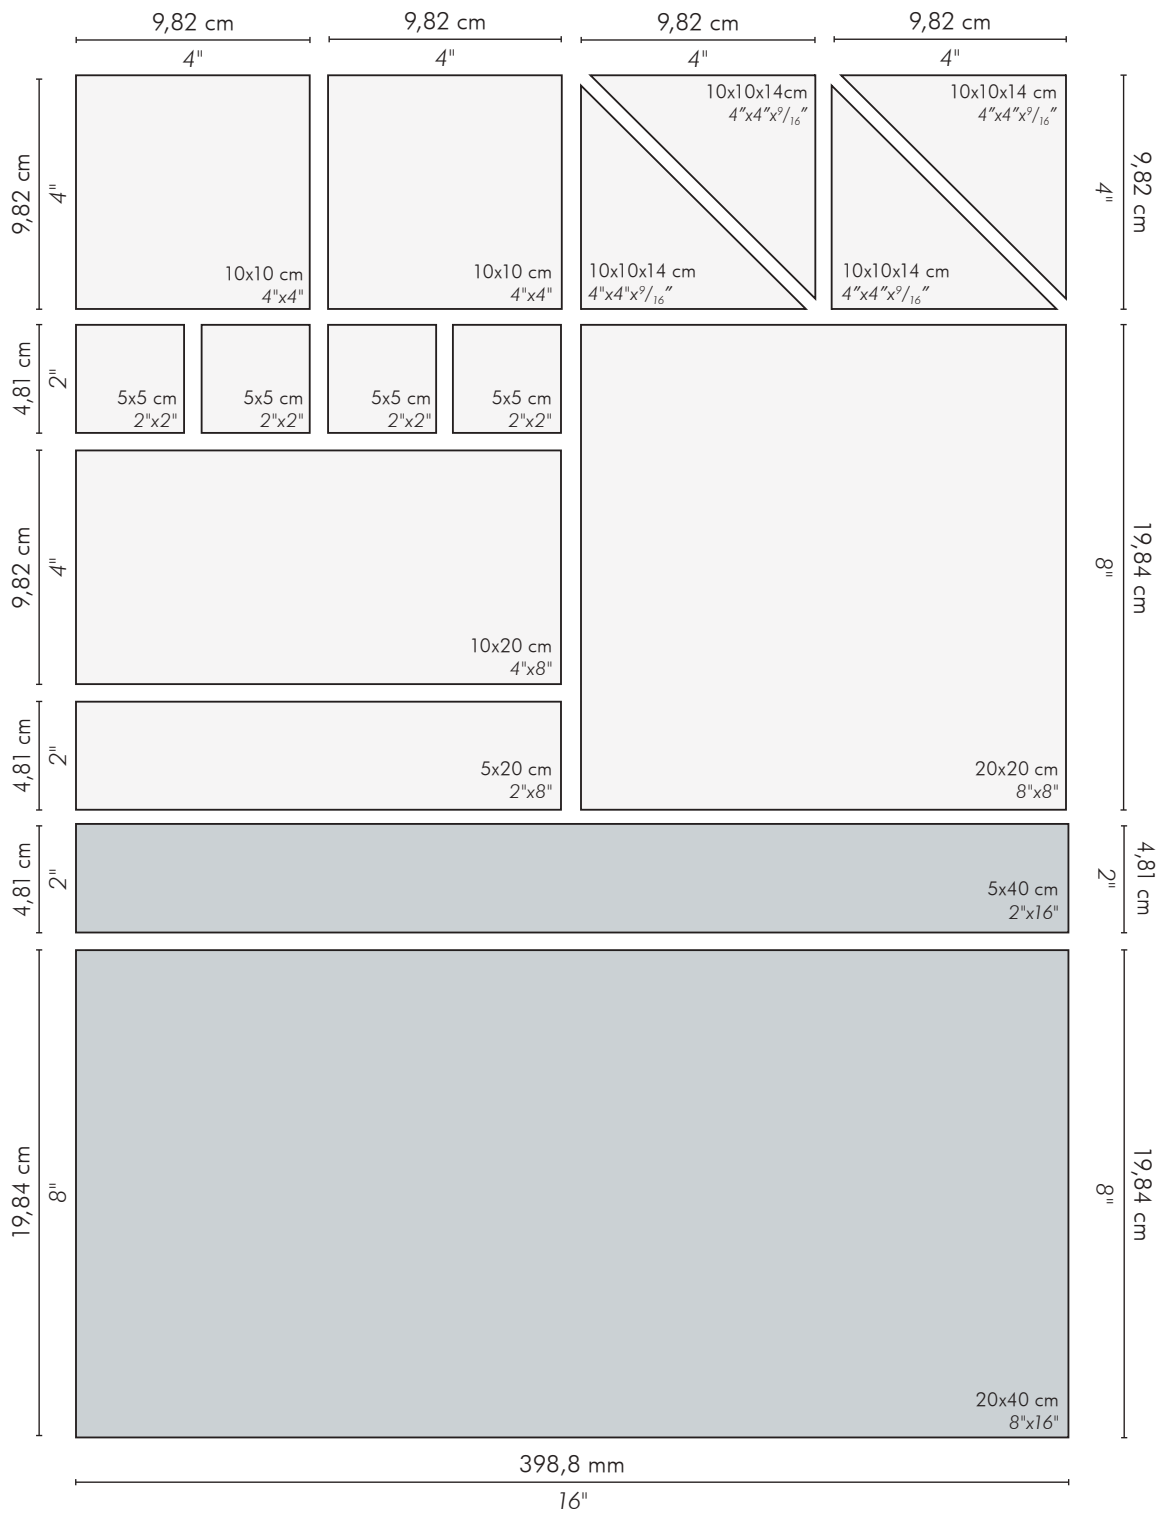 9,82 cm
9,82 cm
9,82 cm
9,82 cm
4"
4"
4"
4"
9,82 cm
4"
10x10 cm
4"x4"
10x10 cm
4"x4"
10x10x14cm
4"x4"x9/16"
10x10x14 cm
4"x4"x9/16"
10x10x14 cm
4"x4"x9/16"
10x10x14 cm
4"x4"x9/16"
4"
9,82 cm
4,81 cm
2"
5x5 cm
2"x2"
5x5 cm
2"x2"
5x5 cm
2"x2"
5x5 cm
2"x2"
9,82 cm
4"
10x20 cm
4"x8"
4,81 cm
2"
5x20 cm
2"x8"
20x20 cm
8"x8"
8"
19,84 cm
4,81 cm
2"
5x40 cm
2"x16"
2"
4,81 cm
19,84 cm
8"
20x40 cm
8"x16"
8"
19,84 cm
398,8 mm
16"